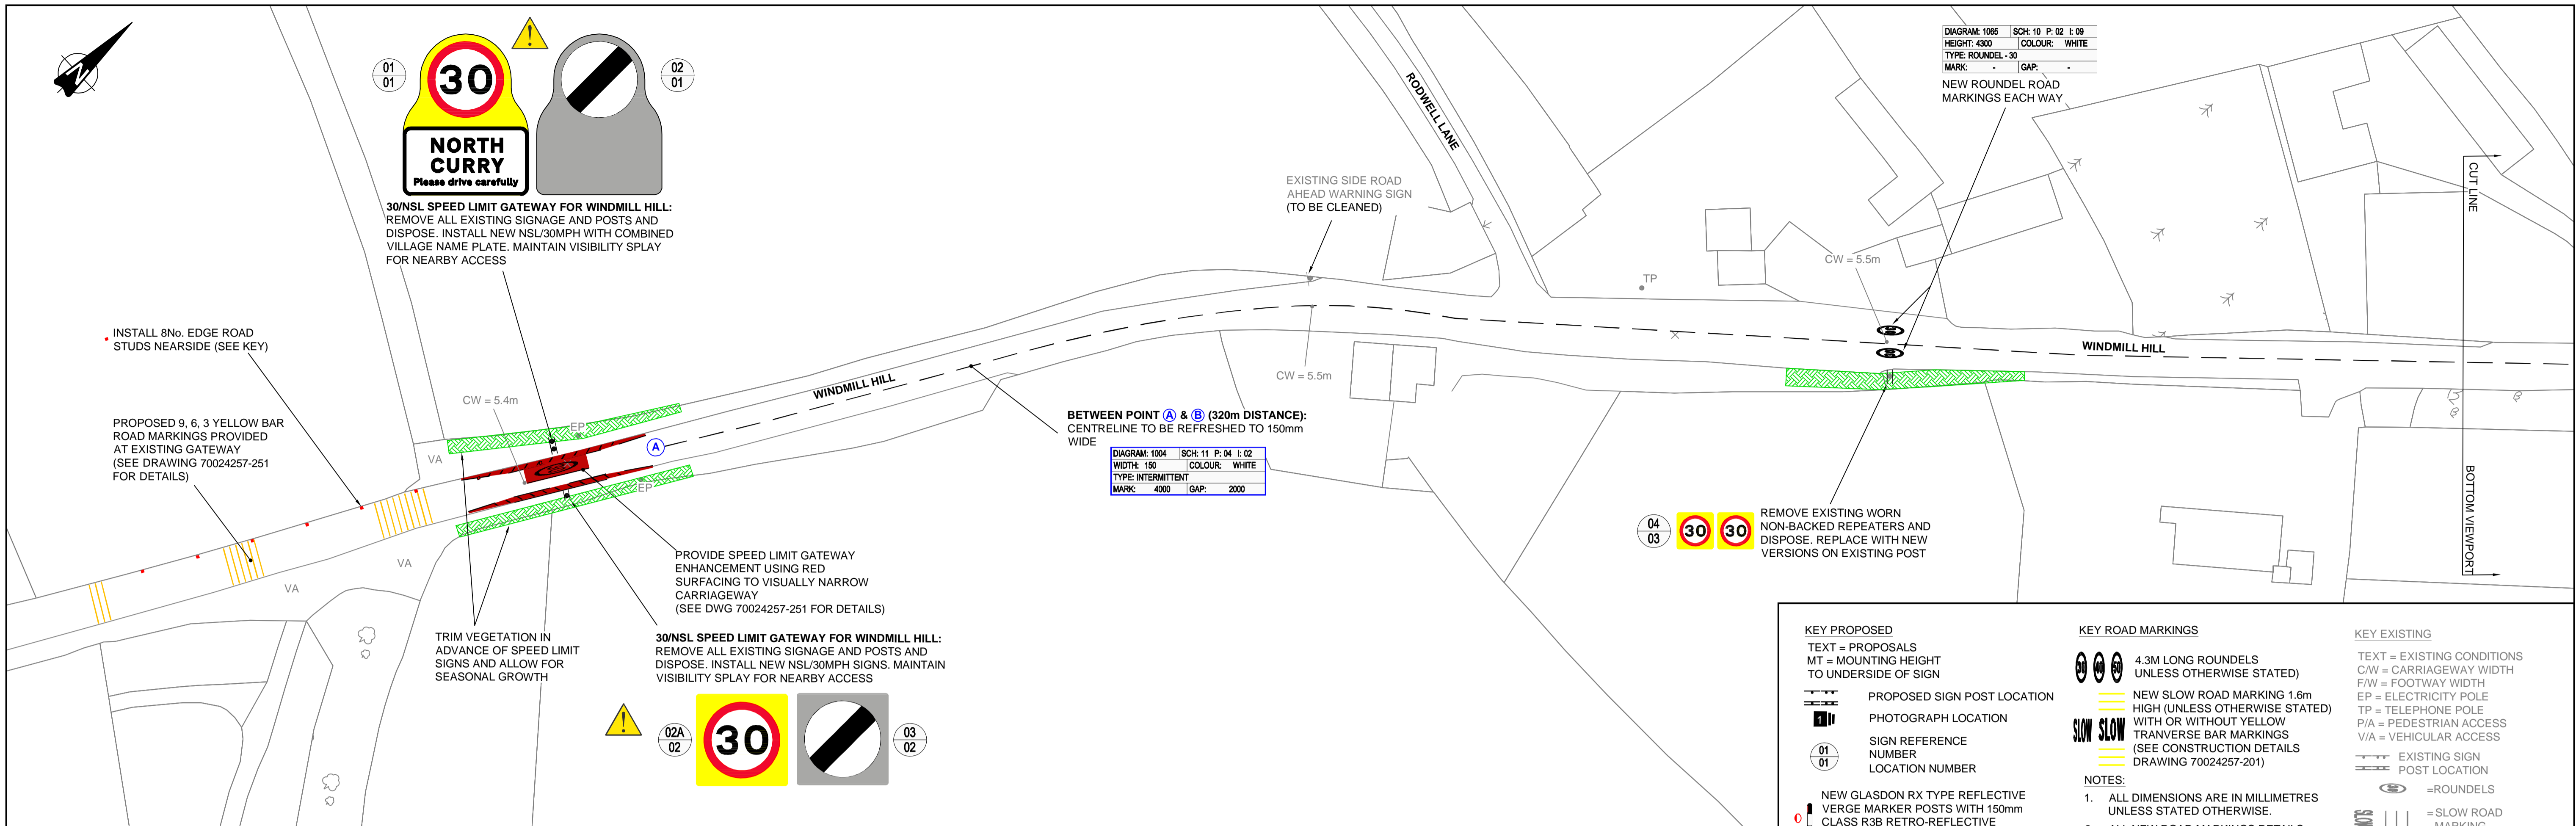 N
01
01
30
NORTH
CURRY
Please drive carefully
02
01
30/NSL SPEED LIMIT GATEWAY FOR WINDMILL HILL:
REMOVE ALL EXISTING SIGNAGE AND POSTS AND
DISPOSE. INSTALL NEW NSL/30MPH WITH COMBINED
VILLAGE NAME PLATE. MAINTAIN VISIBILITY SPLAY
FOR NEARBY ACCESS
INSTALL 8No. EDGE ROAD
STUDS NEARSIDE (SEE KEY)
PROPOSED 9, 6, 3 YELLOW BAR
ROAD MARKINGS PROVIDED
AT EXISTING GATEWAY
(SEE DRAWING 70024257-251
FOR DETAILS)
CW = 5.4m
EP
VA
A
EP
VA
VA
WINDMILL HILL
TRIM VEGETATION IN
ADVANCE OF SPEED LIMIT
SIGNS AND ALLOW FOR
SEASONAL GROWTH
PROVIDE SPEED LIMIT GATEWAY
ENHANCEMENT USING RED
SURFACING TO VISUALLY NARROW
CARRIAGEWAY
(SEE DWG 70024257-251 FOR DETAILS)
30/NSL SPEED LIMIT GATEWAY FOR WINDMILL HILL:
REMOVE ALL EXISTING SIGNAGE AND POSTS AND
DISPOSE. INSTALL NEW NSL/30MPH SIGNS. MAINTAIN
VISIBILITY SPLAY FOR NEARBY ACCESS
02A
02
30
03
02
BETWEEN POINT A & B (320m DISTANCE):
CENTRELINE TO BE REFRESHED TO 150mm
WIDE
DIAGRAM: 1004 SCH: 11 P: 04 I: 02
WIDTH: 150 COLOUR: WHITE
TYPE: INTERMITTENT
MARK: 4000 GAP: 2000
EXISTING SIDE ROAD
AHEAD WARNING SIGN
(TO BE CLEANED)
CW = 5.5m
RODWELL LANE
TP
DIAGRAM: 1065 SCH: 10 P: 02 I: 09
HEIGHT: 4300 COLOUR: WHITE
TYPE: ROUNDEL - 30
MARK: - GAP: -
NEW ROUNDEL ROAD
MARKINGS EACH WAY
CW = 5.5m
WINDMILL HILL
04
03
30
30
REMOVE EXISTING WORN
NON-BACKED REPEATERS AND
DISPOSE. REPLACE WITH NEW
VERSIONS ON EXISTING POST
CUT LINE
BOTTOM VIEWPORT
KEY PROPOSED
TEXT = PROPOSALS
MT = MOUNTING HEIGHT
TO UNDERSIDE OF SIGN
PROPOSED SIGN POST LOCATION
1
PHOTOGRAPH LOCATION
01
01
SIGN REFERENCE
NUMBER
LOCATION NUMBER
NEW GLASDON RX TYPE REFLECTIVE
VERGE MARKER POSTS WITH 150mm
CLASS R3B RETRO-REFLECTIVE
KEY ROAD MARKINGS
30 40 50
4.3M LONG ROUNDELS
UNLESS OTHERWISE STATED)
SLOW SLOW
NEW SLOW ROAD MARKING 1.6m
HIGH (UNLESS OTHERWISE STATED)
WITH OR WITHOUT YELLOW
TRANVERSE BAR MARKINGS
(SEE CONSTRUCTION DETAILS
DRAWING 70024257-201)
NOTES:
1. ALL DIMENSIONS ARE IN MILLIMETRES
UNLESS STATED OTHERWISE.
KEY EXISTING
TEXT = EXISTING CONDITIONS
C/W = CARRIAGEWAY WIDTH
F/W = FOOTWAY WIDTH
EP = ELECTRICITY POLE
TP = TELEPHONE POLE
P/A = PEDESTRIAN ACCESS
V/A = VEHICULAR ACCESS
EXISTING SIGN
POST LOCATION
=ROUNDELS
= SLOW ROAD